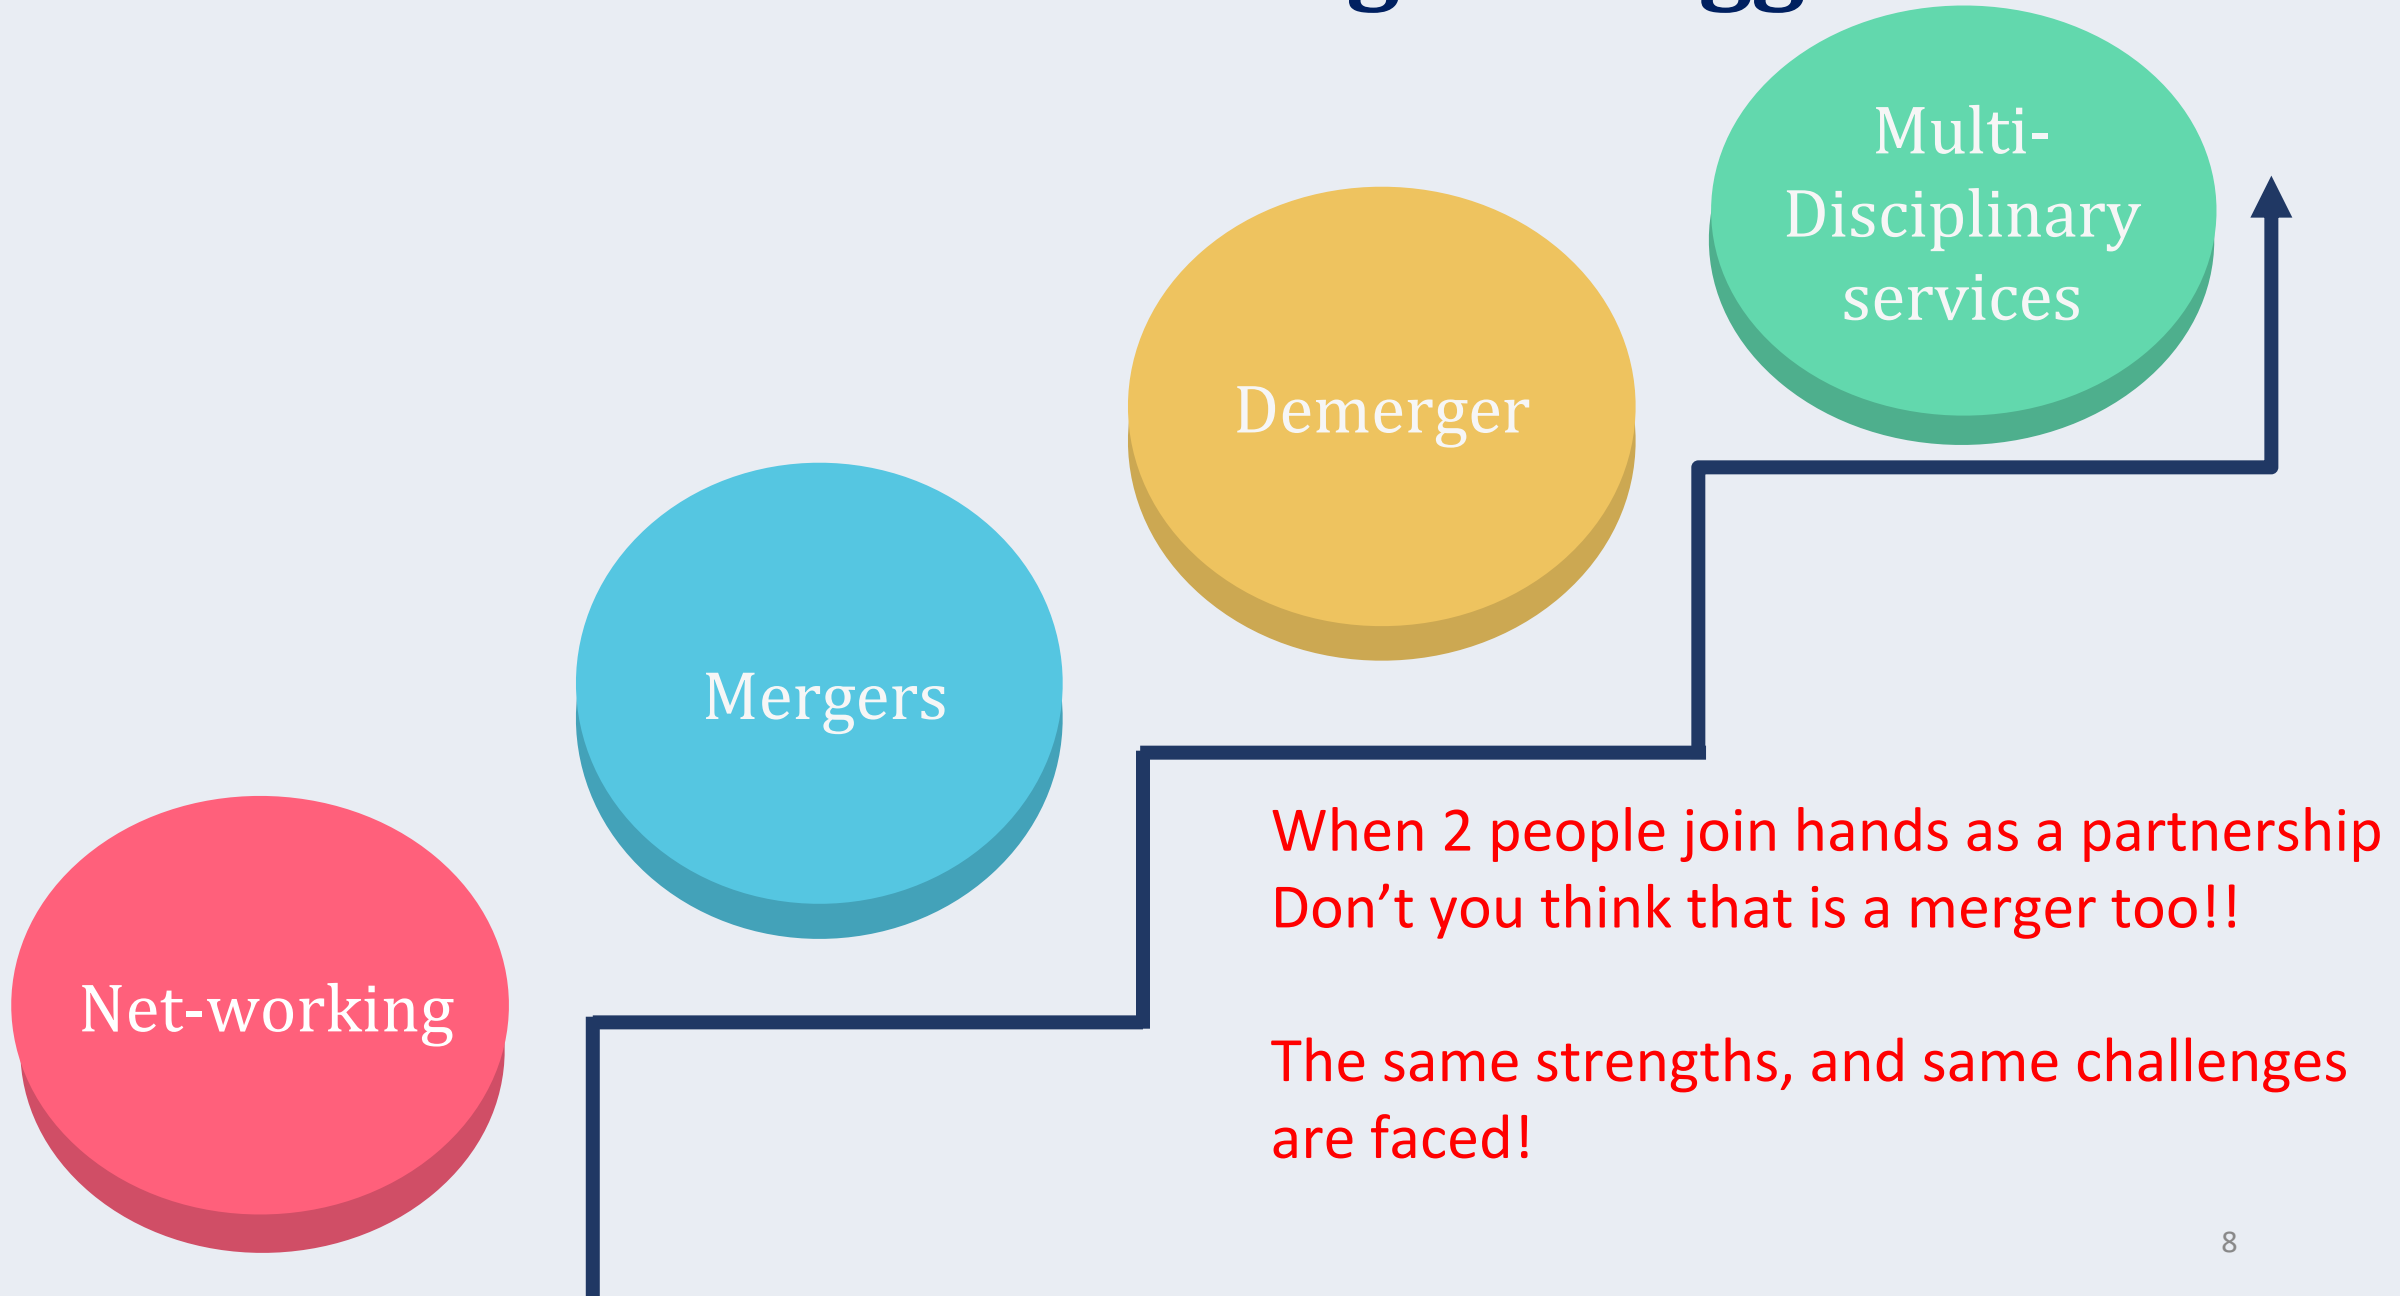 Multi-
Disciplinary
services
Demerger
Mergers
Net-working
When 2 people join hands as a partnership
Don’t you think that is a merger too!!
The same strengths, and same challenges
are faced!
8